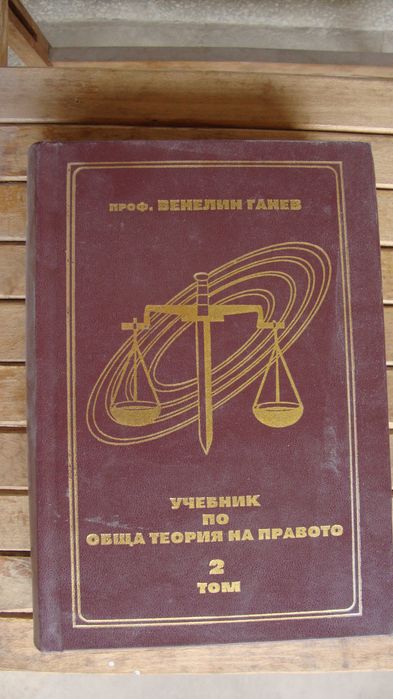 ПРОФ. ВЕНЕЛИН ГАНЕВ
УЧЕБНИК
ПО
ОБЩА ТЕОРИЯ НА ПРАВОТО
2
ТОМ